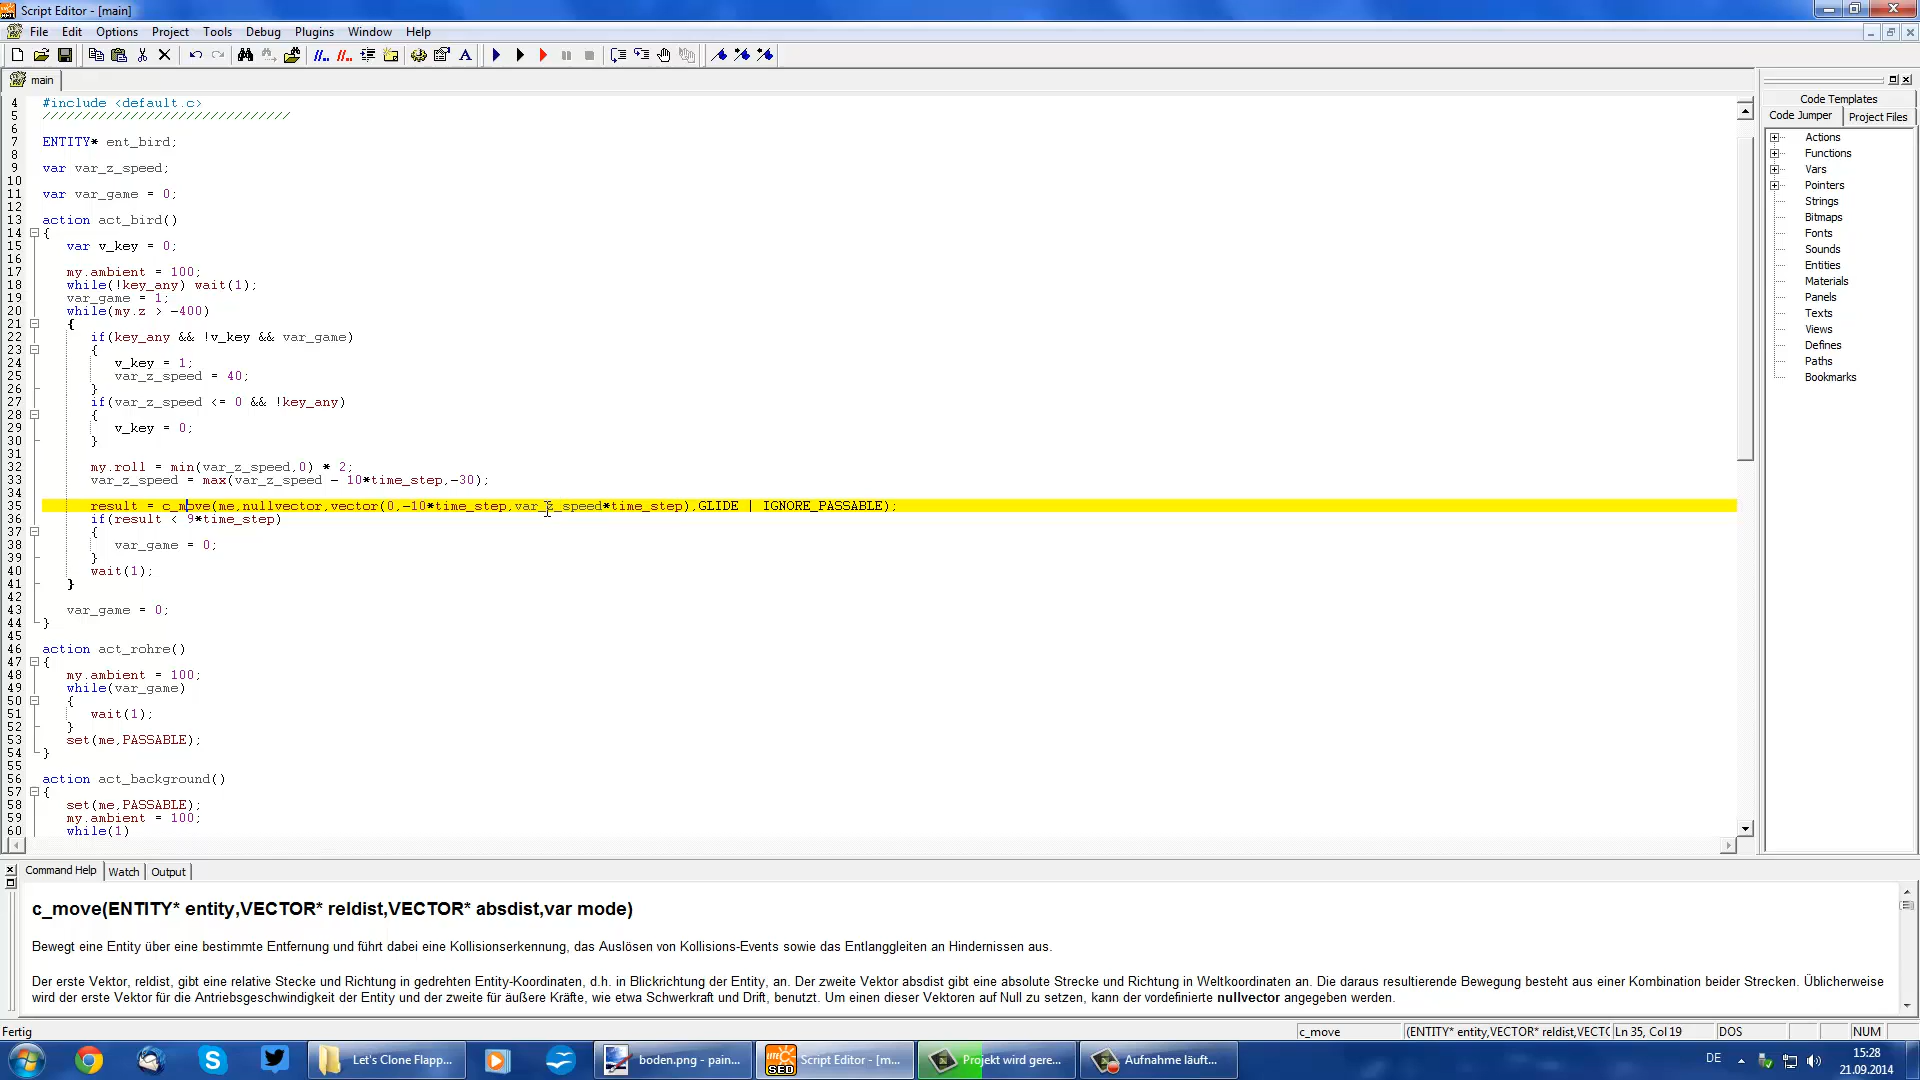 Script Editor - [main]
File Edit Options Project Tools Debug Plugins Window Help
main
4 #include <default.c>
5 ///////////////////////////////
6
7 ENTITY* ent_bird;
8
9 var var_z_speed;
10
11 var var_game = 0;
12
13 action act_bird()
14 {
15 var v_key = 0;
16
17 my.ambient = 100;
18 while(!key_any) wait(1);
19 var_game = 1;
20 while(my.z > -400)
21 {
22 if(key_any && !v_key && var_game)
23 {
24 v_key = 1;
25 var_z_speed = 40;
26 }
27 if(var_z_speed <= 0 && !key_any)
28 {
29 v_key = 0;
30 }
31
32 my.roll = min(var_z_speed,0) * 2;
33 var_z_speed = max(var_z_speed - 10*time_step,-30);
34
35 result = c_move(me,nullvector,vector(0,-10*time_step,var_z_speed*time_step),GLIDE | IGNORE_PASSABLE);
36 if(result < 9*time_step)
37 {
38 var_game = 0;
39 }
40 wait(1);
41 }
42
43 var_game = 0;
44 }
45
46 action act_rohre()
47 {
48 my.ambient = 100;
49 while(var_game)
50 {
51 wait(1);
52 }
53 set(me,PASSABLE);
54 }
55
56 action act_background()
57 {
58 set(me,PASSABLE);
59 my.ambient = 100;
60 while(1)
Code Templates
Code Jumper Project Files
Actions
Functions
Vars
Pointers
Strings
Bitmaps
Fonts
Sounds
Entities
Materials
Panels
Texts
Views
Defines
Paths
Bookmarks
Command Help Watch Output
c_move(ENTITY* entity,VECTOR* reldist,VECTOR* absdist,var mode)
Bewegt eine Entity über eine bestimmte Entfernung und führt dabei eine Kollisionserkennung, das Auslösen von Kollisions-Events sowie das Entlanggleiten an Hindernissen aus.
Der erste Vektor, reldist, gibt eine relative Stecke und Richtung in gedrehten Entity-Koordinaten, d.h. in Blickrichtung der Entity, an. Der zweite Vektor absdist gibt eine absolute Strecke und Richtung in Weltkoordinaten an. Die daraus resultierende Bewegung besteht aus einer Kombination beider Strecken. Üblicherweise
wird der erste Vektor für die Antriebsgeschwindigkeit der Entity und der zweite für äußere Kräfte, wie etwa Schwerkraft und Drift, benutzt. Um einen dieser Vektoren auf Null zu setzen, kann der vordefinierte nullvector angegeben werden.
Fertig c_move (ENTITY* entity,VECTOR* reldist,VECTC Ln 35, Col 19 DOS NUM
Let's Clone Flapp... boden.png - pain... SED Script Editor - [m... Projekt wird gere... Aufnahme läuft... DE 15:28
21.09.2014